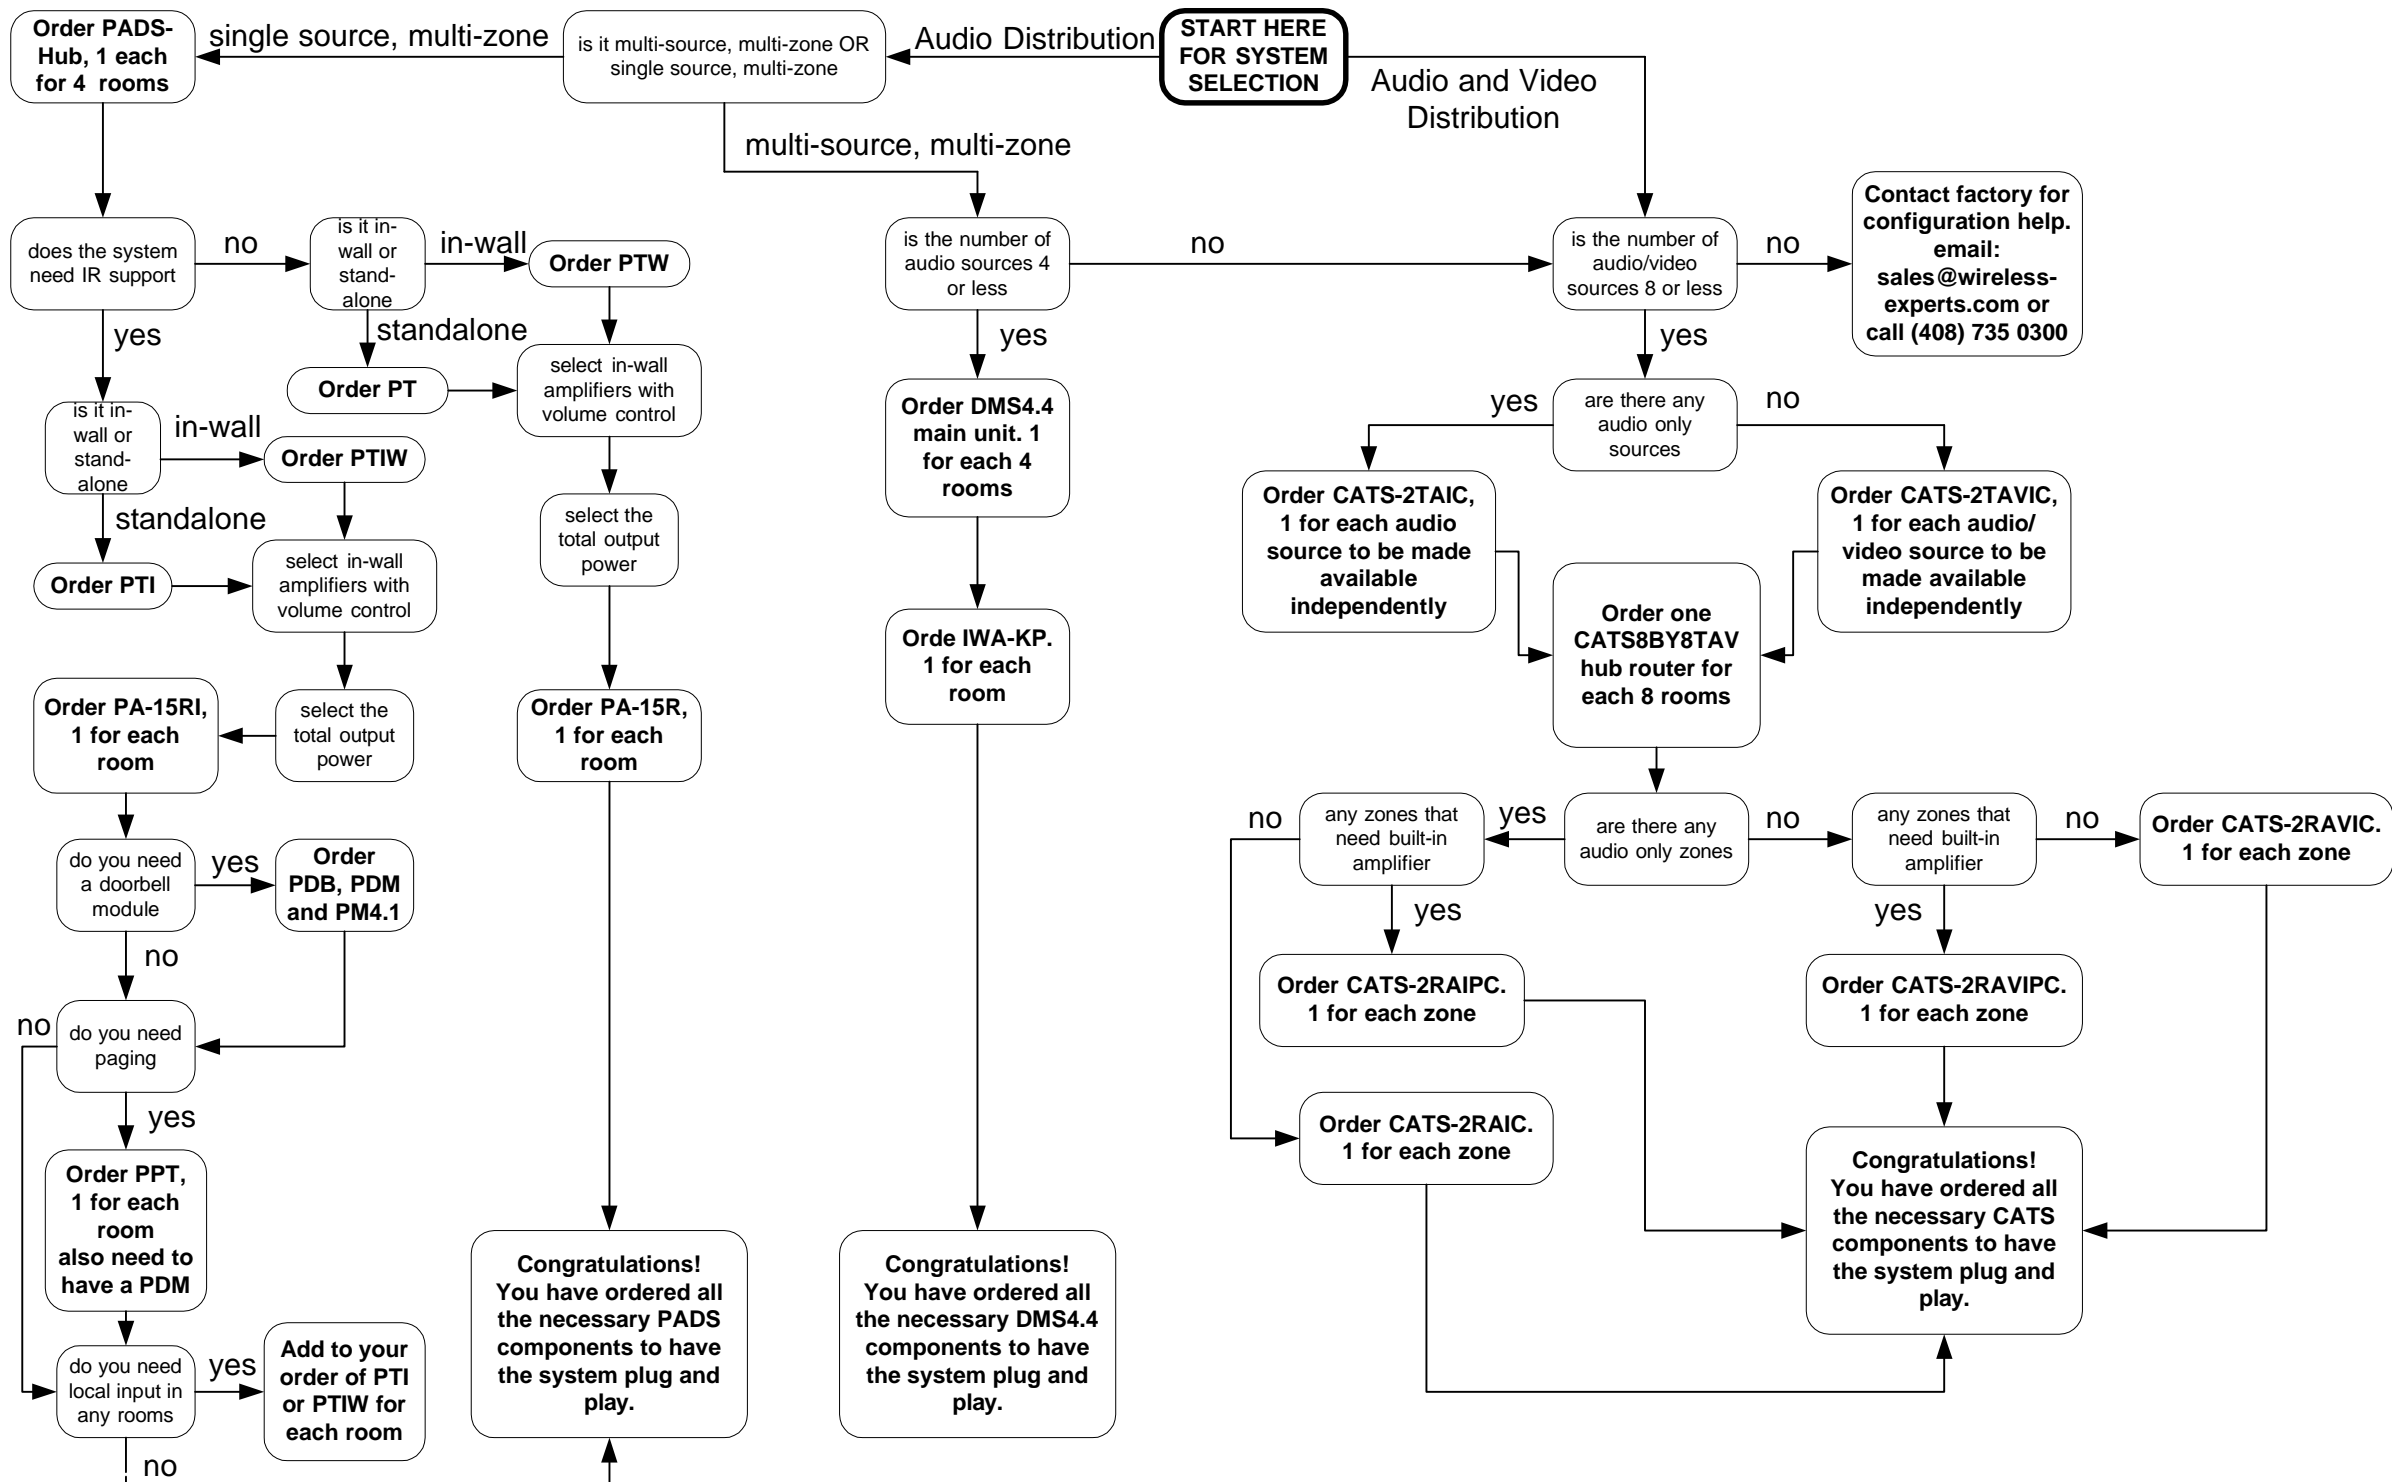 Order PADS-
Hub, 1 each
for 4 rooms
single source, multi-zone
is it multi-source, multi-zone OR
single source, multi-zone
Audio Distribution
START HERE
FOR SYSTEM
SELECTION
Audio and Video
Distribution
multi-source, multi-zone
does the system
need IR support
no
is it in-
wall or
stand-
alone
in-wall
Order PTW
standalone
Order PT
select in-wall
amplifiers with
volume control
select the
total output
power
Order PA-15R,
1 for each
room
yes
is it in-
wall or
stand-
alone
in-wall
Order PTIW
standalone
Order PTI
select in-wall
amplifiers with
volume control
select the
total output
power
Order PA-15RI,
1 for each
room
do you need
a doorbell
module
yes
Order
PDB, PDM
and PM4.1
no
do you need
paging
no
yes
Order PPT,
1 for each
room
also need to
have a PDM
do you need
local input in
any rooms
yes
Add to your
order of PTI
or PTIW for
each room
no
Congratulations!
You have ordered all
the necessary PADS
components to have
the system plug and
play.
is the number of
audio sources 4
or less
no
yes
Order DMS4.4
main unit. 1
for each 4
rooms
Orde IWA-KP.
1 for each
room
Congratulations!
You have ordered all
the necessary DMS4.4
components to have
the system plug and
play.
is the number of
audio/video
sources 8 or less
no
Contact factory for
configuration help.
email:
sales@wireless-
experts.com or
call (408) 735 0300
yes
are there any
audio only
sources
yes
no
Order CATS-2TAIC,
1 for each audio
source to be made
available
independently
Order CATS-2TAVIC,
1 for each audio/
video source to be
made available
independently
Order one
CATS8BY8TAV
hub router for
each 8 rooms
are there any
audio only zones
yes
no
any zones that
need built-in
amplifier
no
yes
any zones that
need built-in
amplifier
no
yes
Order CATS-2RAVIC.
1 for each zone
Order CATS-2RAIPC.
1 for each zone
Order CATS-2RAVIPC.
1 for each zone
Order CATS-2RAIC.
1 for each zone
Congratulations!
You have ordered all
the necessary CATS
components to have
the system plug and
play.